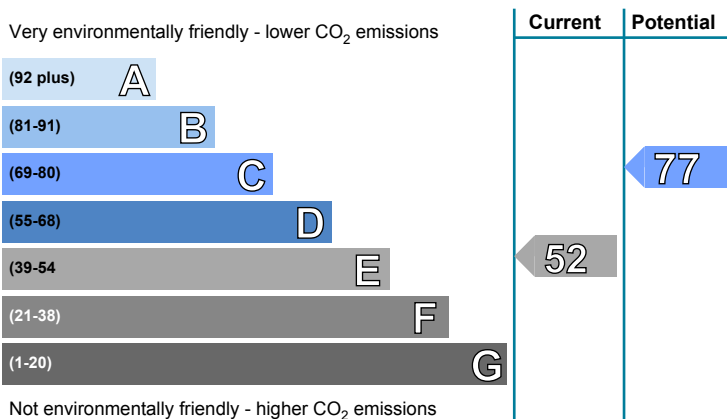 Current Potential
Very environmentally friendly - lower CO2 emissions
(92 plus) A
(81-91) B
(69-80) C
77
(55-68) D
(39-54 E
52
(21-38) F
(1-20) G
Not environmentally friendly - higher CO2 emissions